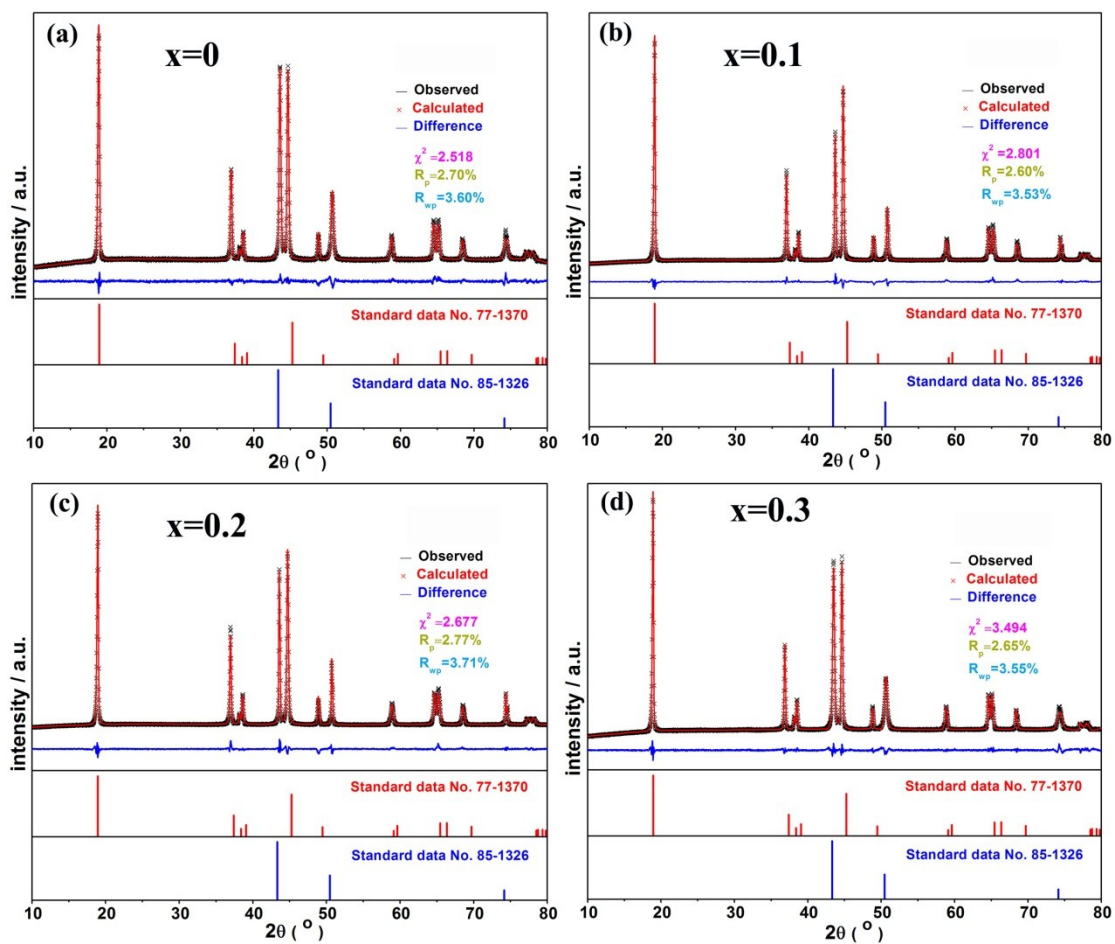 (a)
x=0
— Observed
× Calculated
— Difference
χ²=2.518
Rp=2.70%
Rwp=3.60%
intensity / a.u.
Standard data No. 77-1370
Standard data No. 85-1326
10 20 30 40 50 60 70 80
2θ ( ° )
(b)
x=0.1
— Observed
× Calculated
— Difference
χ²=2.801
Rp=2.60%
Rwp=3.53%
intensity / a.u.
Standard data No. 77-1370
Standard data No. 85-1326
10 20 30 40 50 60 70 80
2θ ( ° )
(c)
x=0.2
— Observed
× Calculated
— Difference
χ²=2.677
Rp=2.77%
Rwp=3.71%
intensity / a.u.
Standard data No. 77-1370
Standard data No. 85-1326
10 20 30 40 50 60 70 80
2θ ( ° )
(d)
x=0.3
— Observed
× Calculated
— Difference
χ²=3.494
Rp=2.65%
Rwp=3.55%
intensity / a.u.
Standard data No. 77-1370
Standard data No. 85-1326
10 20 30 40 50 60 70 80
2θ ( ° )